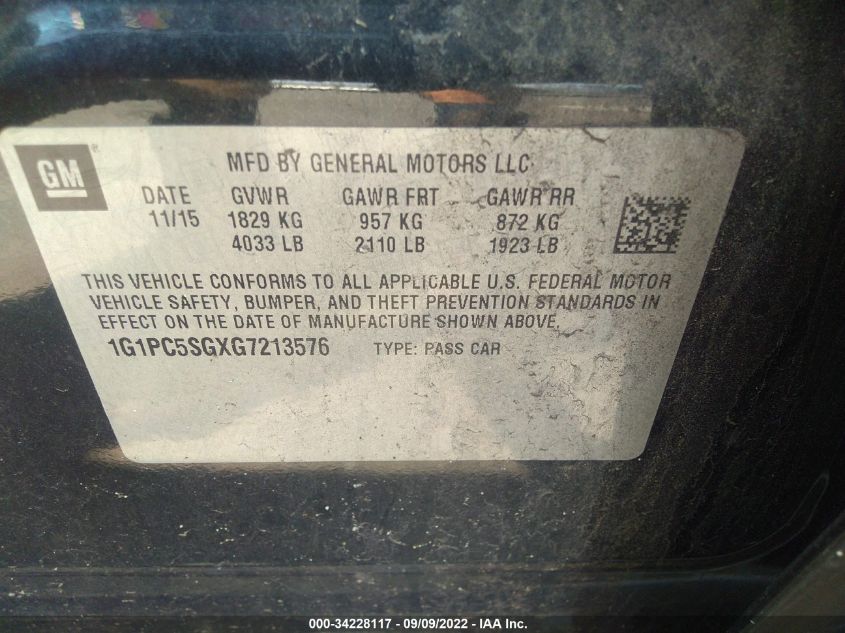 GM
MFD BY GENERAL MOTORS LLC
DATE GVWR GAWR FRT GAWR RR
11/15 1829 KG 957 KG 872 KG
4033 LB 2110 LB 1923 LB
THIS VEHICLE CONFORMS TO ALL APPLICABLE U.S. FEDERAL MOTOR
VEHICLE SAFETY, BUMPER, AND THEFT PREVENTION STANDARDS IN
EFFECT ON THE DATE OF MANUFACTURE SHOWN ABOVE.
1G1PC5SGXG7213576 TYPE: PASS CAR
000-34228117 - 09/09/2022 - IAA Inc.